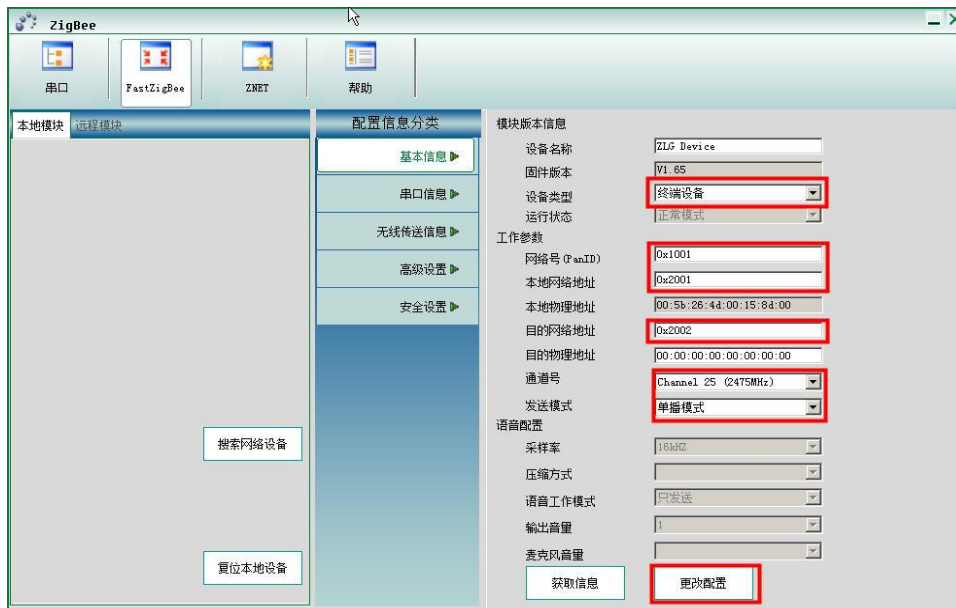 ZigBee
串口
FastZigBee
ZNET
帮助
本地模块 远程模块
搜索网络设备
复位本地设备
配置信息分类
基本信息
串口信息
无线传送信息
高级设置
安全设置
模块版本信息
设备名称 ZLG Device
固件版本 V1.65
设备类型 终端设备
运行状态 正常模式
工作参数
网络号(PanID) 0x1001
本地网络地址 0x2001
本地物理地址 00:5b:26:4d:00:15:8d:00
目的网络地址 0x2002
目的物理地址 00:00:00:00:00:00:00:00
通道号 Channel 25 (2475MHz)
发送模式 单播模式
语音配置
采样率 16kHZ
压缩方式
语音工作模式 只发送
输出音量 1
麦克风音量
获取信息 更改配置